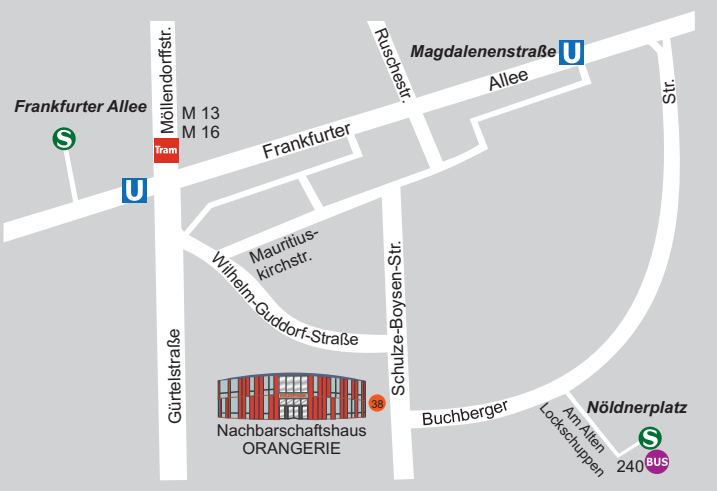 Möllendorffstr.
Ruschestr.
Magdalenenstraße
U
Allee
Str.
Frankfurter Allee
M 13
M 16
S
Tram
Frankfurter
U
Mauritius-
kirchstr.
Wilhelm-Guddorf-Straße
Schulze-Boysen-Str.
Gürtelstraße
38
Nachbarschaftshaus
ORANGERIE
Buchberger
Am Alten
Lockschuppen
Nöldnerplatz
S
240 BUS